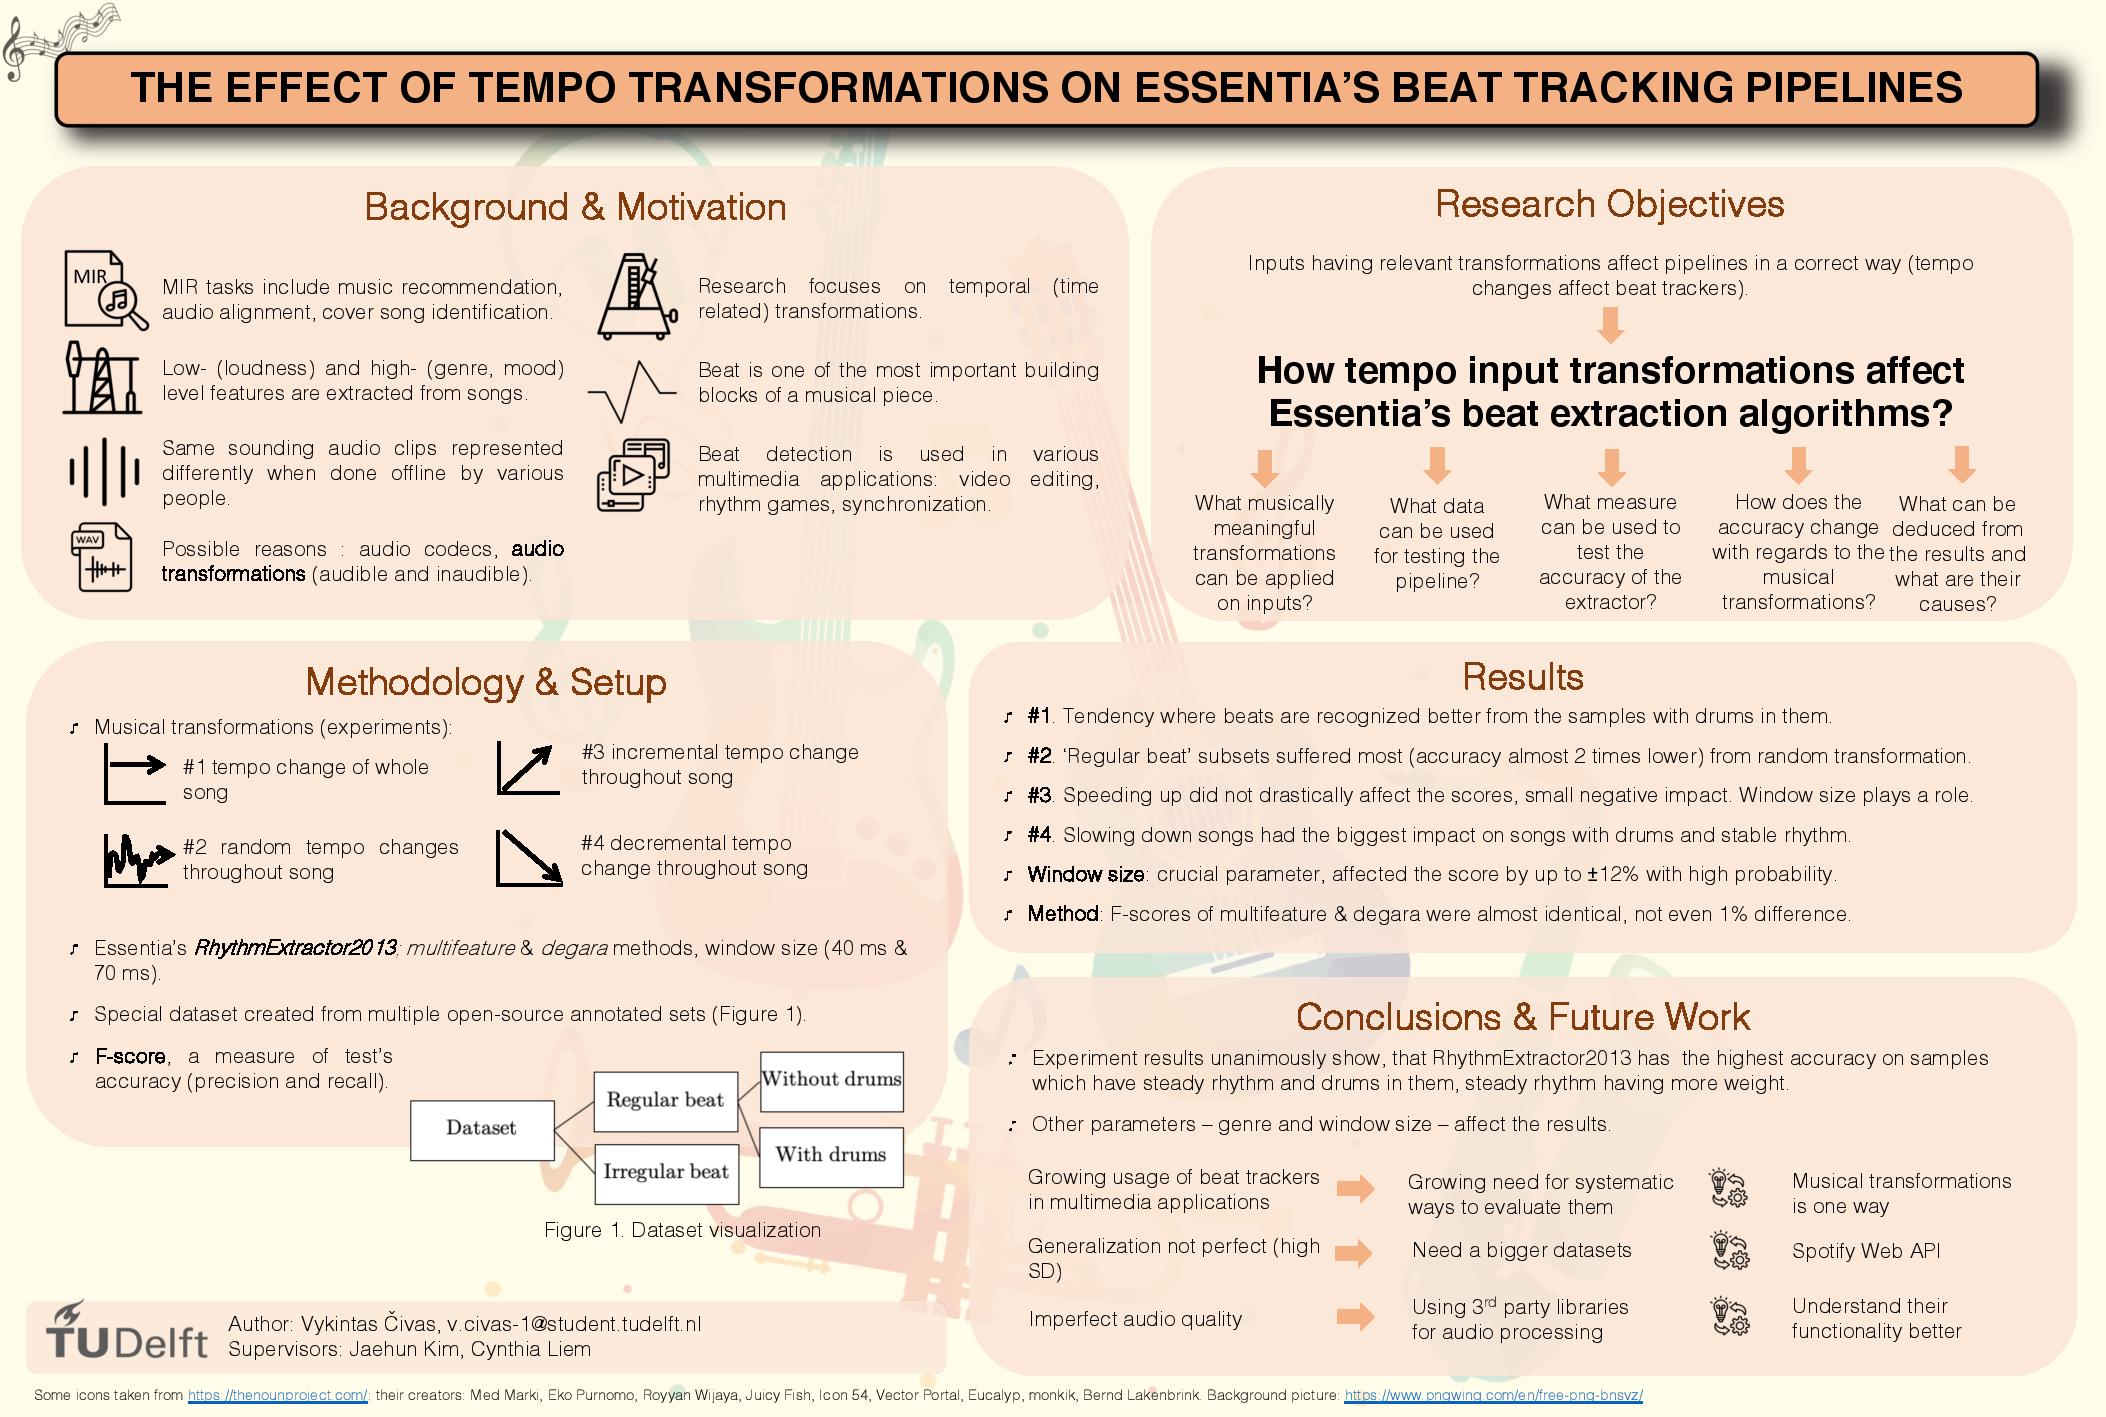 THE EFFECT OF TEMPO TRANSFORMATIONS ON ESSENTIA'S BEAT TRACKING PIPELINES
Background & Motivation
MIR
MIR tasks include music recommendation,
audio alignment, cover song identification.
Low- (loudness) and high- (genre, mood)
level features are extracted from songs.
Same sounding audio clips represented
differently when done offline by various
people.
WAV
Possible reasons : audio codecs, audio
transformations (audible and inaudible).
Research focuses on temporal (time
related) transformations.
Beat is one of the most important building
blocks of a musical piece.
Beat detection is used in various
multimedia applications: video editing,
rhythm games, synchronization.
Research Objectives
Inputs having relevant transformations affect pipelines in a correct way (tempo
changes affect beat trackers).
How tempo input transformations affect
Essentia's beat extraction algorithms?
What musically
meaningful
transformations
can be applied
on inputs?
What data
can be used
for testing the
pipeline?
What measure
can be used to
test the
accuracy of the
extractor?
How does the
accuracy change
with regards to the
musical
transformations?
What can be
deduced from
the results and
what are their
causes?
Methodology & Setup
Musical transformations (experiments):
#1 tempo change of whole
song
#2 random tempo changes
throughout song
#3 incremental tempo change
throughout song
#4 decremental tempo
change throughout song
Essentia's RhythmExtractor2013; multifeature & degara methods, window size (40 ms &
70 ms).
Special dataset created from multiple open-source annotated sets (Figure 1).
F-score, a measure of test's
accuracy (precision and recall).
Dataset
Regular beat
Irregular beat
Without drums
With drums
Figure 1. Dataset visualization
Results
#1. Tendency where beats are recognized better from the samples with drums in them.
#2. 'Regular beat' subsets suffered most (accuracy almost 2 times lower) from random transformation.
#3. Speeding up did not drastically affect the scores, small negative impact. Window size plays a role.
#4. Slowing down songs had the biggest impact on songs with drums and stable rhythm.
Window size: crucial parameter, affected the score by up to ±12% with high probability.
Method: F-scores of multifeature & degara were almost identical, not even 1% difference.
Conclusions & Future Work
Experiment results unanimously show, that RhythmExtractor2013 has the highest accuracy on samples
which have steady rhythm and drums in them, steady rhythm having more weight.
Other parameters – genre and window size – affect the results.
Growing usage of beat trackers
in multimedia applications
Growing need for systematic
ways to evaluate them
Musical transformations
is one way
Generalization not perfect (high
SD)
Need a bigger datasets
Spotify Web API
Imperfect audio quality
Using 3rd party libraries
for audio processing
Understand their
functionality better
TUDelft
Author: Vykintas Čivas, v.civas-1@student.tudelft.nl
Supervisors: Jaehun Kim, Cynthia Liem
Some icons taken from https://thenounproject.com/; their creators: Med Marki, Eko Purnomo, Royyan Wijaya, Juicy Fish, Icon 54, Vector Portal, Eucalyp, monkik, Bernd Lakenbrink. Background picture: https://www.pngwing.com/en/free-png-bnsvz/